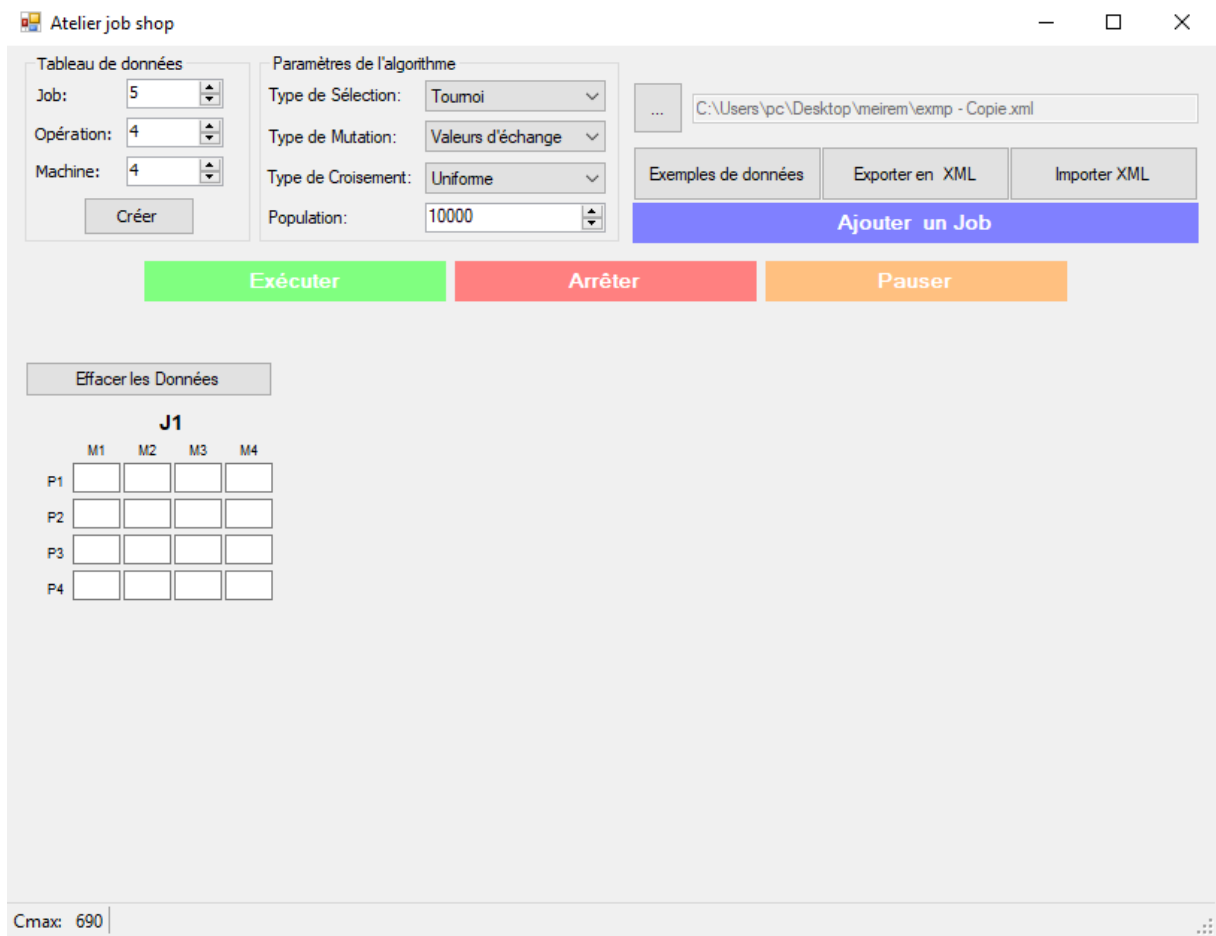 Atelier job shop
Tableau de données
Job: 5
Opération: 4
Machine: 4
Créer
Paramètres de l'algorithme
Type de Sélection: Tournoi
Type de Mutation: Valeurs d'échange
Type de Croisement: Uniforme
Population: 10000
... C:\Users\pc\Desktop\meirem\exmp - Copie.xml
Exemples de données Exporter en XML Importer XML
Ajouter un Job
Exécuter Arrêter Pauser
Effacer les Données
J1
M1 M2 M3 M4
P1
P2
P3
P4
Cmax: 690